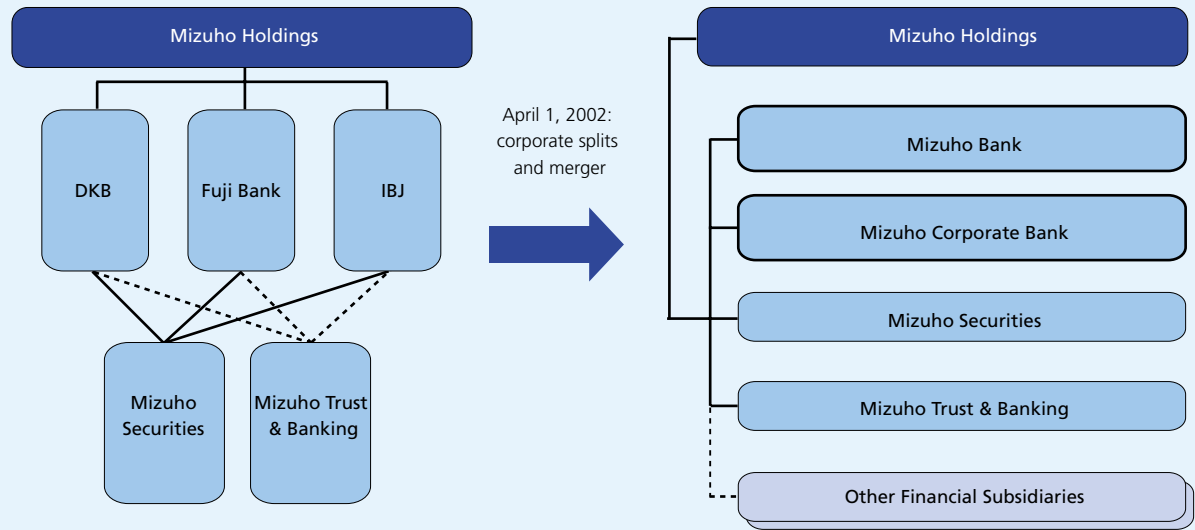 Mizuho Holdings
DKB
Fuji Bank
IBJ
Mizuho
Securities
Mizuho Trust
& Banking
April 1, 2002:
corporate splits
and merger
Mizuho Holdings
Mizuho Bank
Mizuho Corporate Bank
Mizuho Securities
Mizuho Trust & Banking
Other Financial Subsidiaries